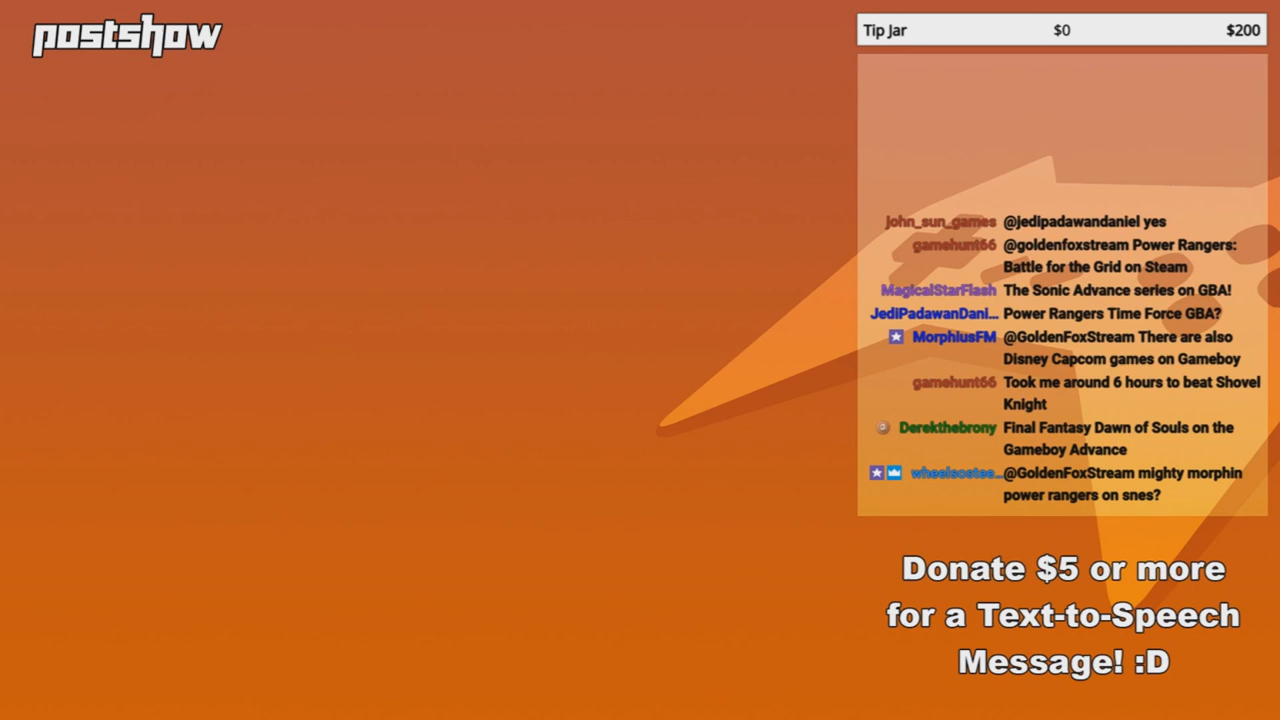 postshow
Tip Jar $0 $200
john_sun_games @jedipadawandaniel yes
gamehunt66 @goldenfoxstream Power Rangers:
Battle for the Grid on Steam
MagicalStarFlash The Sonic Advance series on GBA!
JediPadawanDani... Power Rangers Time Force GBA?
MorphiusFM @GoldenFoxStream There are also
Disney Capcom games on Gameboy
gamehunt66 Took me around 6 hours to beat Shovel
Knight
Derekthebrony Final Fantasy Dawn of Souls on the
Gameboy Advance
wheelsostee... @GoldenFoxStream mighty morphin
power rangers on snes?
Donate $5 or more
for a Text-to-Speech
Message! :D